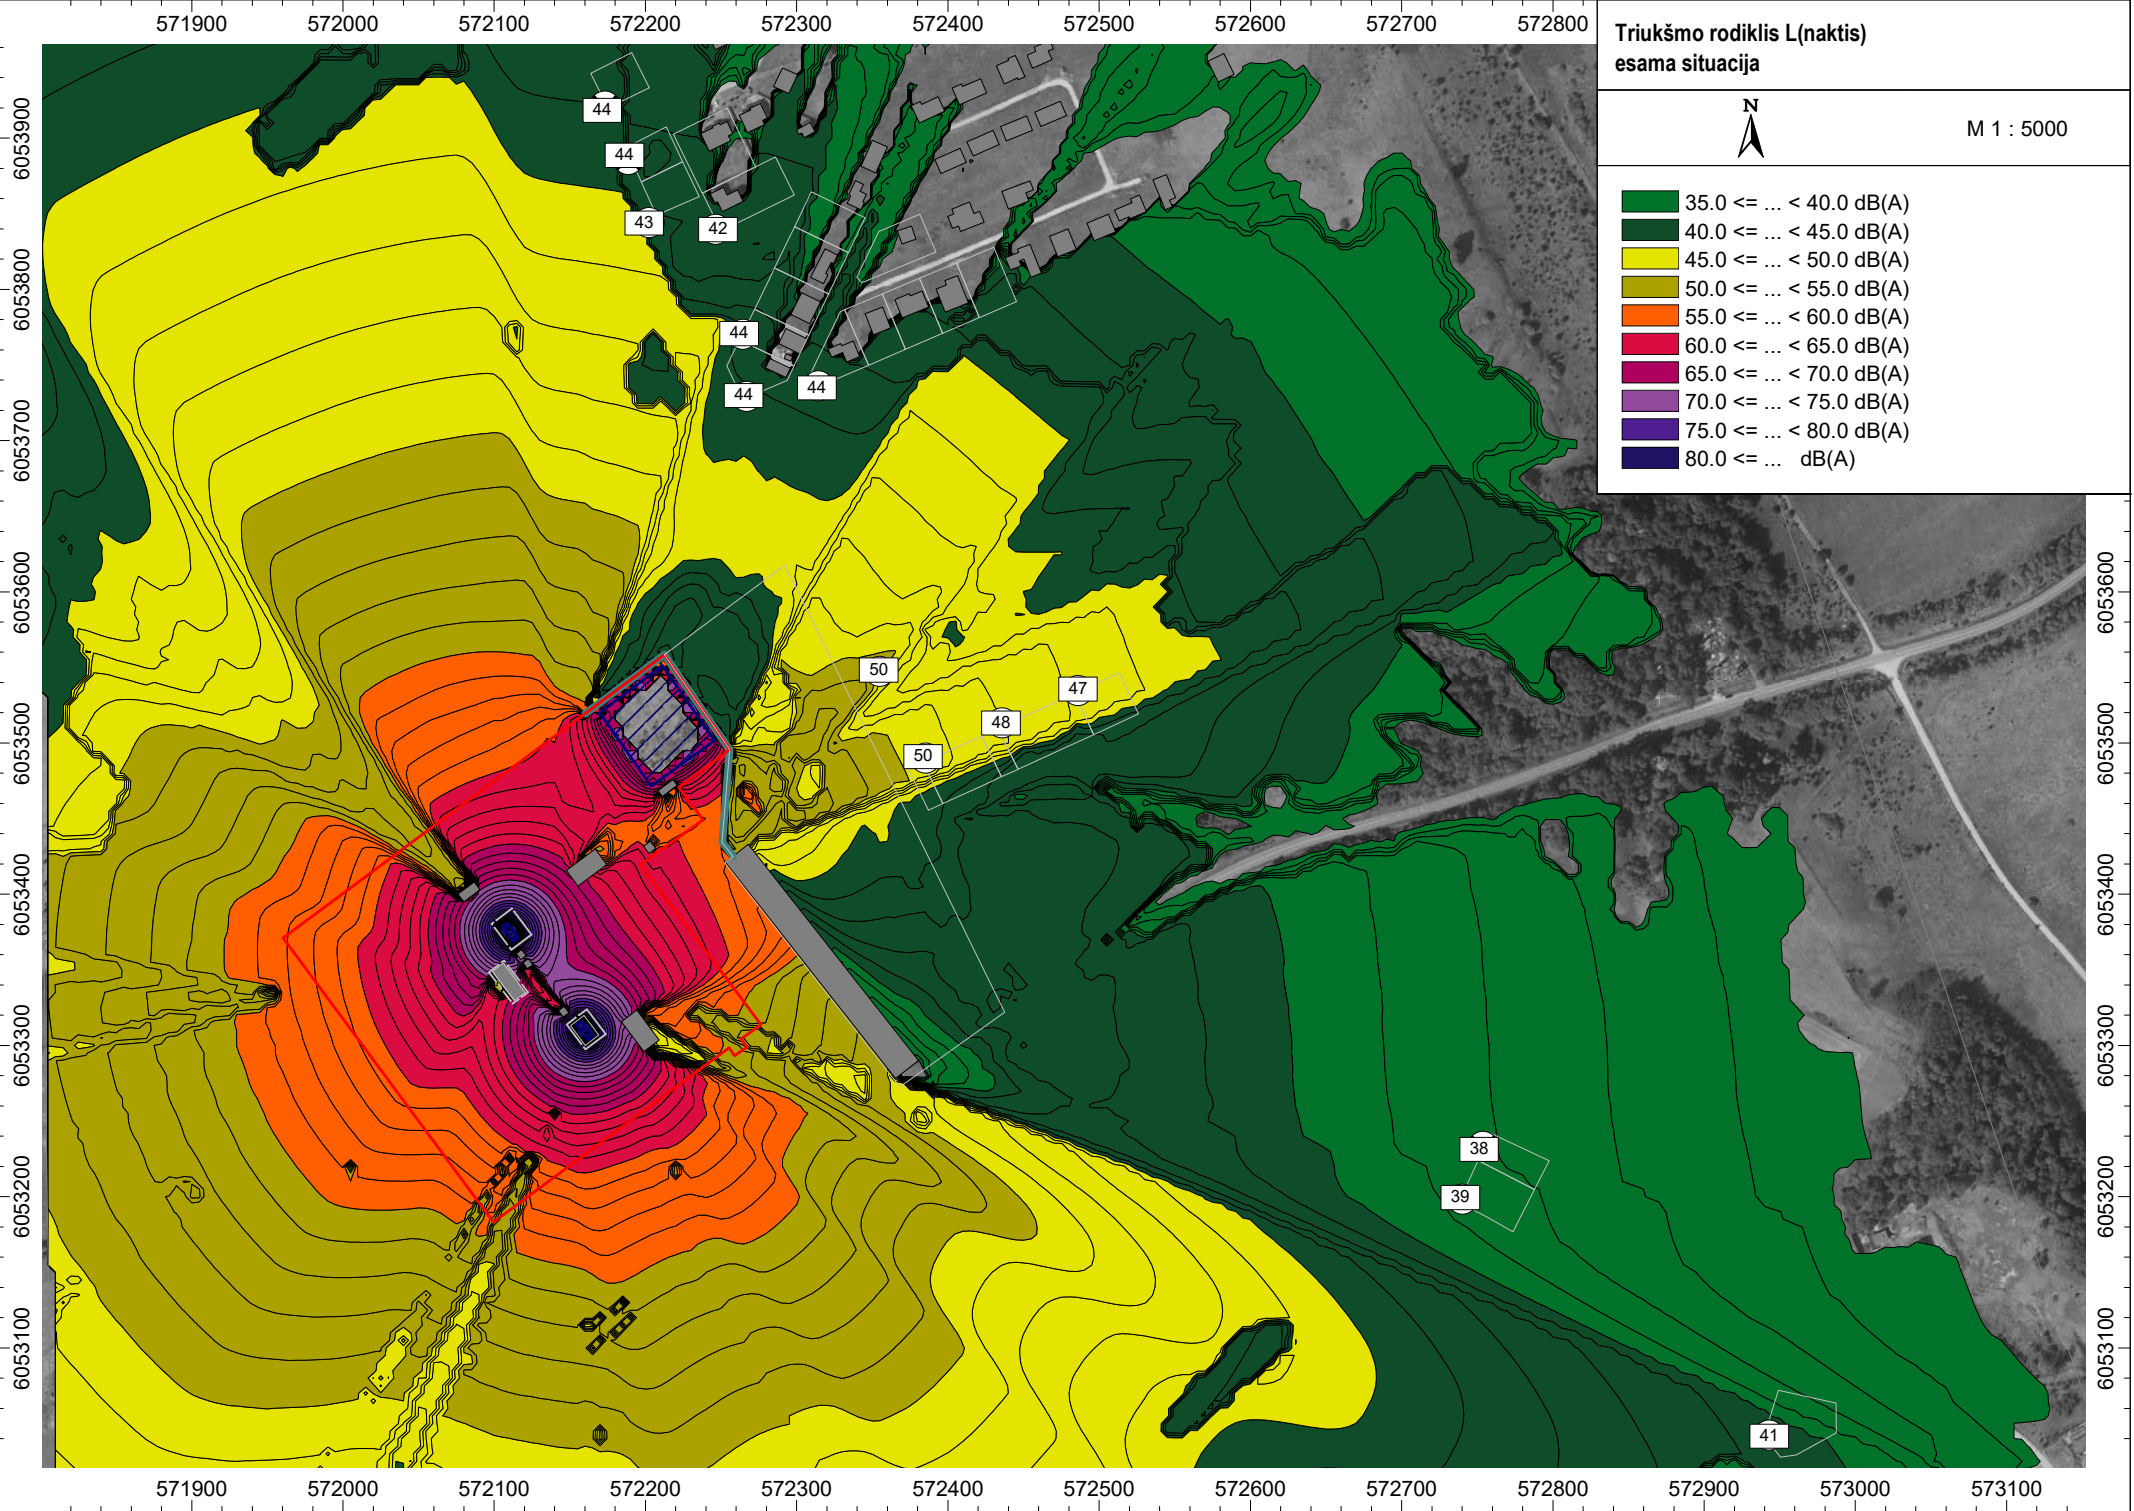 571900 572000 572100 572200 572300 572400 572500 572600 572700 572800
Triukšmo rodiklis L(naktis)
esama situacija
N
M 1 : 5000
35.0 <= ... < 40.0 dB(A)
40.0 <= ... < 45.0 dB(A)
45.0 <= ... < 50.0 dB(A)
50.0 <= ... < 55.0 dB(A)
55.0 <= ... < 60.0 dB(A)
60.0 <= ... < 65.0 dB(A)
65.0 <= ... < 70.0 dB(A)
70.0 <= ... < 75.0 dB(A)
75.0 <= ... < 80.0 dB(A)
80.0 <= ... dB(A)
6053900
6053800
6053700
6053600
6053500
6053400
6053300
6053200
6053100
44
44
43
42
44
44
44
50
47
48
50
38
39
41
6053600
6053500
6053400
6053300
6053200
6053100
571900 572000 572100 572200 572300 572400 572500 572600 572700 572800 572900 573000 573100